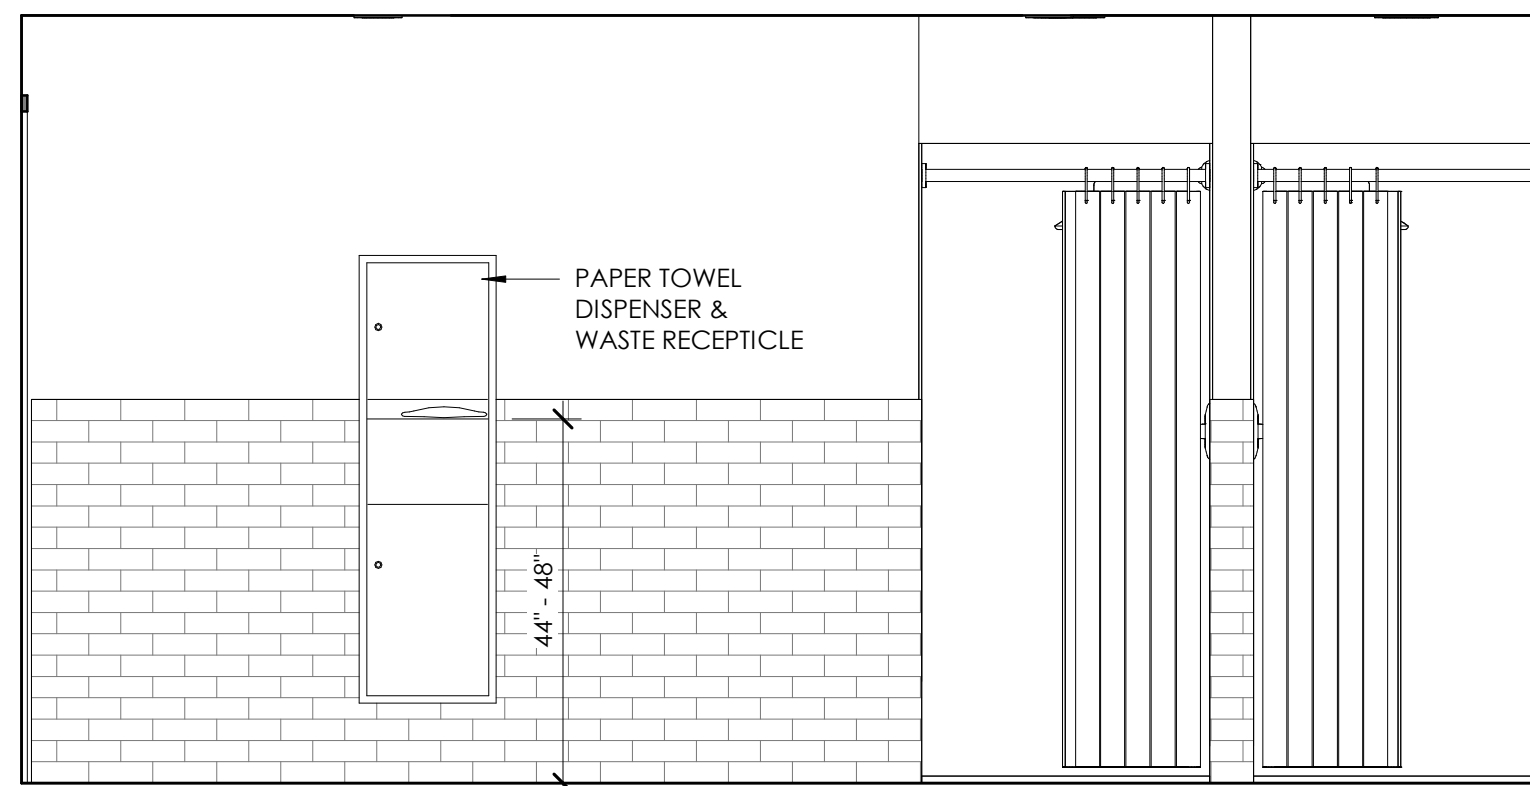 PAPER TOWEL
DISPENSER &
WASTE RECEPTICLE
44" - 48"